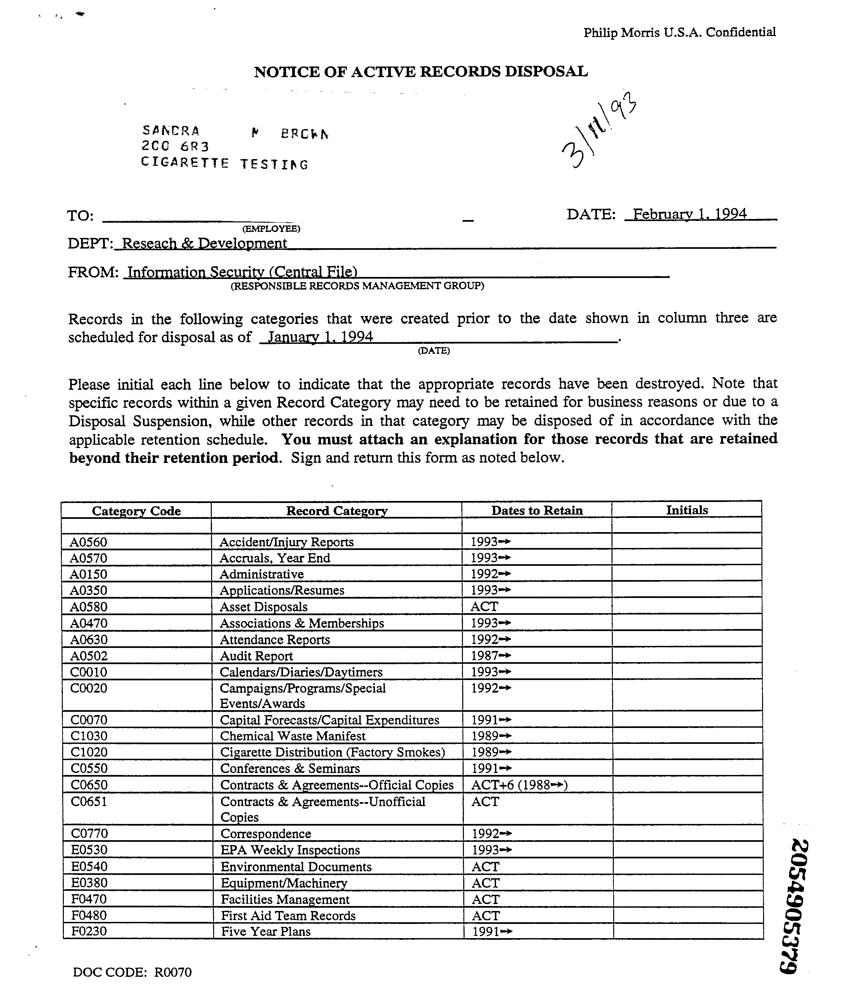 Philip Morris U.S.A. Confidential
NOTICE OF ACTIVE RECORDS DISPOSAL
SANDRA M BROWN
200 6R3
CIGARETTE TESTING
3/11/93
TO: DATE: February 1, 1994
(EMPLOYEE)
DEPT: Reseach & Development
FROM: Information Security (Central File)
(RESPONSIBLE RECORDS MANAGEMENT GROUP)
Records in the following categories that were created prior to the date shown in column three are
scheduled for disposal as of January 1, 1994.
(DATE)
Please initial each line below to indicate that the appropriate records have been destroyed. Note that
specific records within a given Record Category may need to be retained for business reasons or due to a
Disposal Suspension, while other records in that category may be disposed of in accordance with the
applicable retention schedule. You must attach an explanation for those records that are retained
beyond their retention period. Sign and return this form as noted below.
Category Code Record Category Dates to Retain Initials
A0560 Accident/Injury Reports 1993→
A0570 Accruals, Year End 1993→
A0150 Administrative 1992→
A0350 Applications/Resumes 1993→
A0580 Asset Disposals ACT
A0470 Associations & Memberships 1993→
A0630 Attendance Reports 1992→
A0502 Audit Report 1987→
C0010 Calendars/Diaries/Daytimers 1993→
C0020 Campaigns/Programs/Special 1992→
Events/Awards
C0070 Capital Forecasts/Capital Expenditures 1991→
C1030 Chemical Waste Manifest 1989→
C1020 Cigarette Distribution (Factory Smokes) 1989→
C0550 Conferences & Seminars 1991→
C0650 Contracts & Agreements--Official Copies ACT+6 (1988→)
C0651 Contracts & Agreements--Unofficial ACT
Copies
C0770 Correspondence 1992→
E0530 EPA Weekly Inspections 1993→
E0540 Environmental Documents ACT
E0380 Equipment/Machinery ACT
F0470 Facilities Management ACT
F0480 First Aid Team Records ACT
F0230 Five Year Plans 1991→
DOC CODE: R0070
2054905379